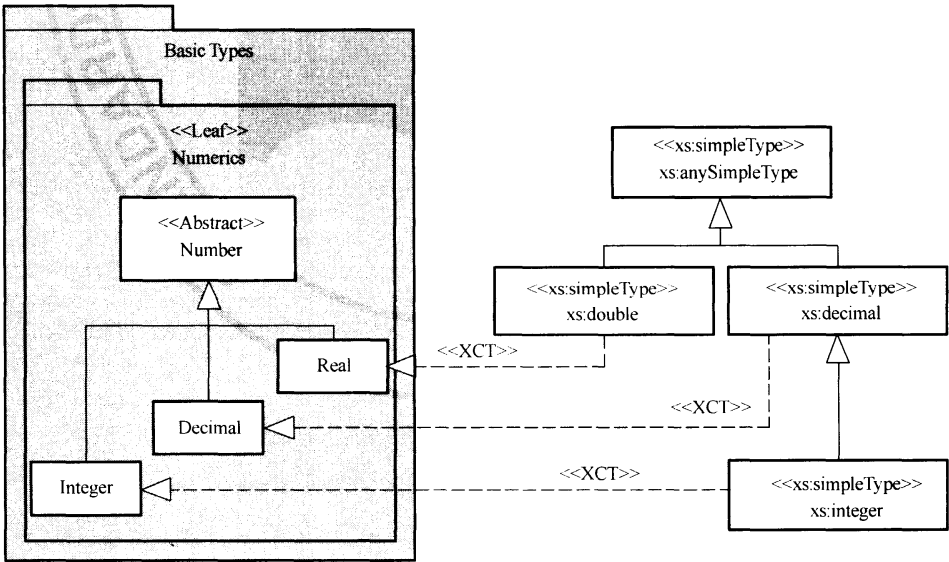 Basic Types
<<Leaf>>
Numerics
<<Abstract>>
Number
Real
Decimal
Integer
<<xs:simpleType>>
xs:anySimpleType
<<xs:simpleType>>
xs:double
<<xs:simpleType>>
xs:decimal
<<XCT>>
<<XCT>>
<<XCT>>
<<xs:simpleType>>
xs:integer